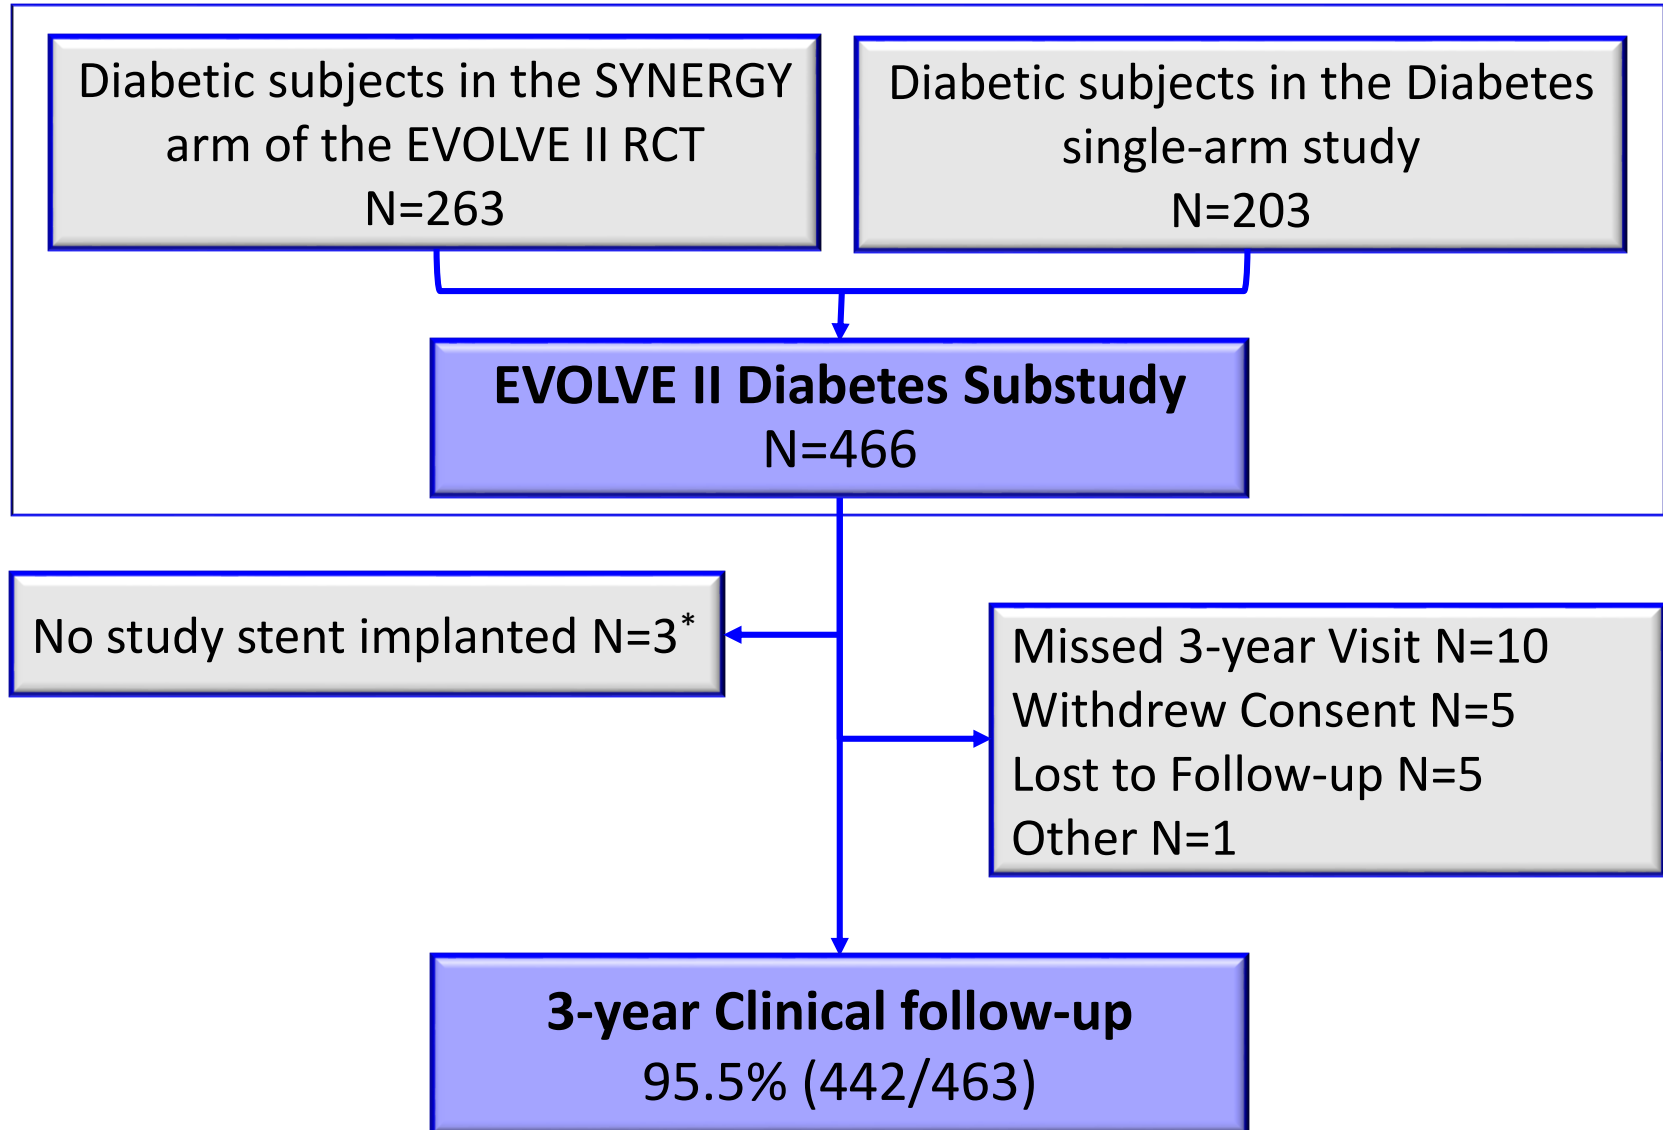 Diabetic subjects in the SYNERGY
arm of the EVOLVE II RCT
N=263
Diabetic subjects in the Diabetes
single-arm study
N=203
EVOLVE II Diabetes Substudy
N=466
No study stent implanted N=3*
Missed 3-year Visit N=10
Withdrew Consent N=5
Lost to Follow-up N=5
Other N=1
3-year Clinical follow-up
95.5% (442/463)